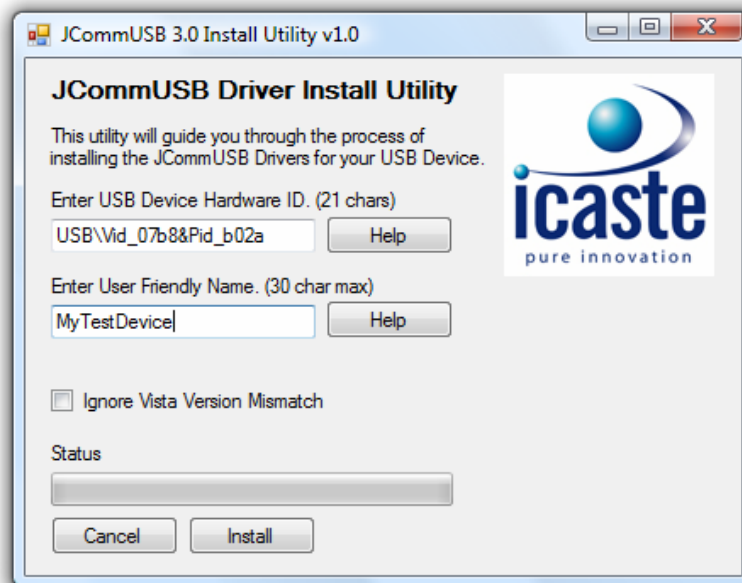 JCommUSB 3.0 Install Utility v1.0
JCommUSB Driver Install Utility
This utility will guide you through the process of
installing the JCommUSB Drivers for your USB Device.
Enter USB Device Hardware ID. (21 chars)
USB\Vid_07b8&Pid_b02a
Help
Enter User Friendly Name. (30 char max)
MyTestDevice
Help
icaste
pure innovation
Ignore Vista Version Mismatch
Status
Cancel
Install